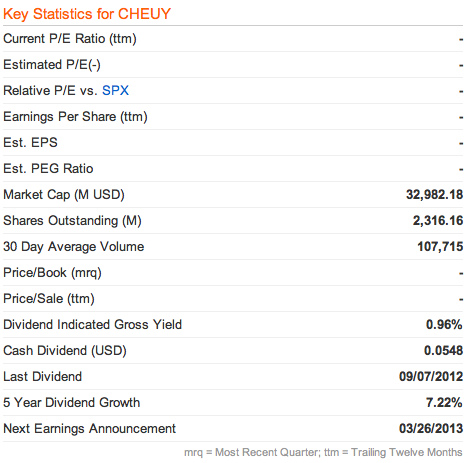 Key Statistics for CHEUY
Current P/E Ratio (ttm) -
Estimated P/E(-) -
Relative P/E vs. SPX -
Earnings Per Share (ttm) -
Est. EPS -
Est. PEG Ratio -
Market Cap (M USD) 32,982.18
Shares Outstanding (M) 2,316.16
30 Day Average Volume 107,715
Price/Book (mrq) -
Price/Sale (ttm) -
Dividend Indicated Gross Yield 0.96%
Cash Dividend (USD) 0.0548
Last Dividend 09/07/2012
5 Year Dividend Growth 7.22%
Next Earnings Announcement 03/26/2013
mrq = Most Recent Quarter; ttm = Trailing Twelve Months